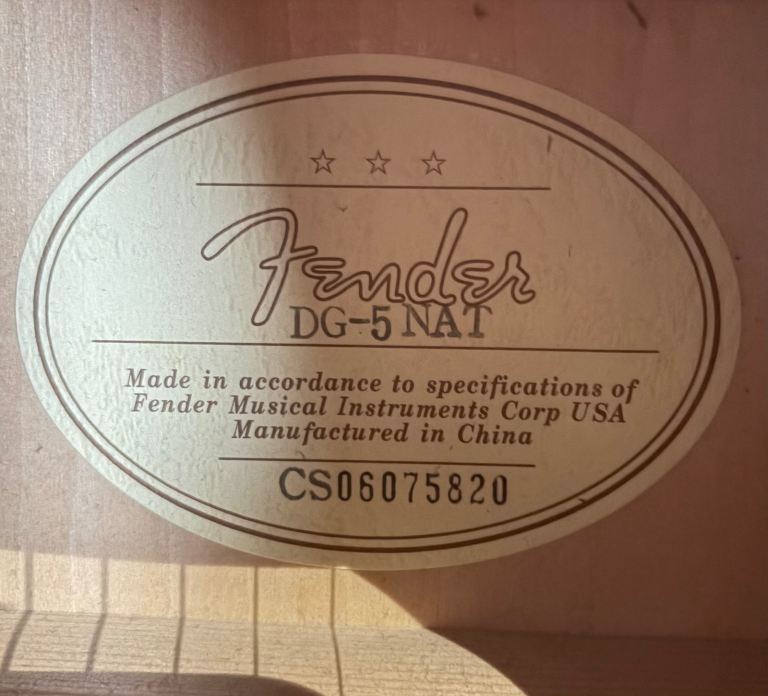 Fender
DG-5 NAT
Made in accordance to specifications of
Fender Musical Instruments Corp USA
Manufactured in China
CS06075820